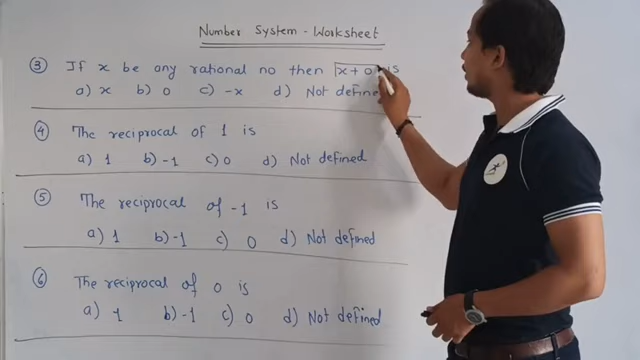 Number System - Worksheet
③ If x be any rational no then x + 0 is
a) x b) 0 c) -x d) Not define
④ The reciprocal of 1 is
a) 1 b) -1 c) 0 d) Not defined
⑤ The reciprocal of -1 is
a) 1 b) -1 c) 0 d) Not defined
⑥ The reciprocal of 0 is
a) 1 b) -1 c) 0 d) Not defined